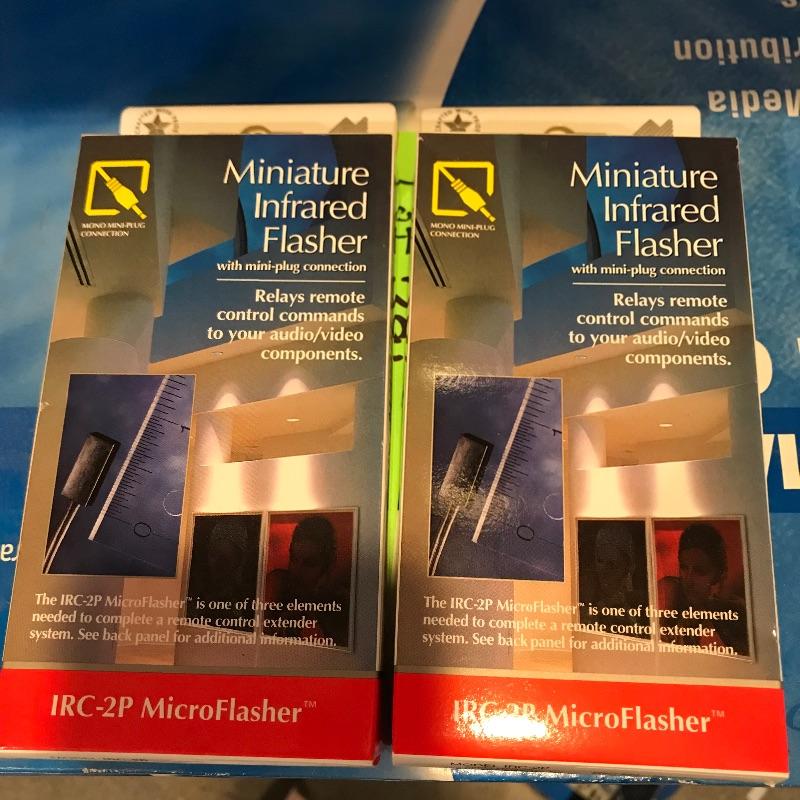 Miniature
Infrared
Flasher
with mini-plug connection
MONO MINI-PLUG
CONNECTION
Relays remote
control commands
to your audio/video
components.
The IRC-2P MicroFlasher™ is one of three elements
needed to complete a remote control extender
system. See back panel for additional information.
IRC-2P MicroFlasher™
Miniature
Infrared
Flasher
with mini-plug connection
MONO MINI-PLUG
CONNECTION
Relays remote
control commands
to your audio/video
components.
The IRC-2P MicroFlasher™ is one of three elements
needed to complete a remote control extender
system. See back panel for additional information.
IRC-2P MicroFlasher™
Media